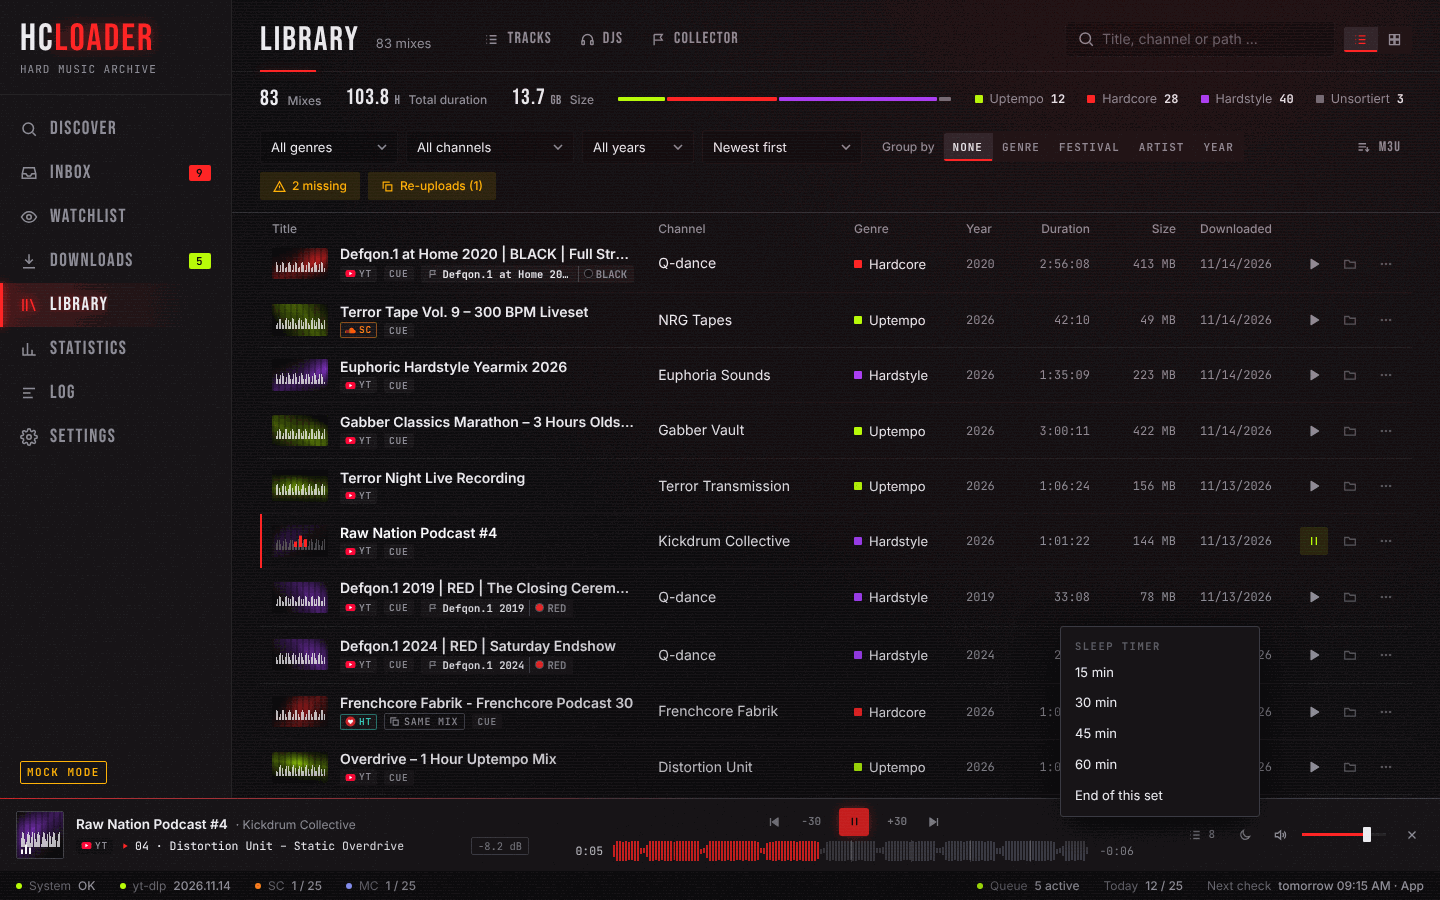 HCLOADER
HARD MUSIC ARCHIVE
DISCOVER
INBOX 9
WATCHLIST
DOWNLOADS 5
LIBRARY
STATISTICS
LOG
SETTINGS
MOCK MODE
LIBRARY 83 mixes TRACKS DJS COLLECTOR Title, channel or path ...
83 Mixes 103.8 H Total duration 13.7 GB Size Uptempo 12 Hardcore 28 Hardstyle 40 Unsortiert 3
All genres All channels All years Newest first Group by NONE GENRE FESTIVAL ARTIST YEAR M3U
2 missing Re-uploads (1)
Title Channel Genre Year Duration Size Downloaded
Defqon.1 at Home 2020 | BLACK | Full Str... Q-dance Hardcore 2020 2:56:08 413 MB 11/14/2026
YT CUE Defqon.1 at Home 20... BLACK
Terror Tape Vol. 9 – 300 BPM Liveset NRG Tapes Uptempo 2026 42:10 49 MB 11/14/2026
SC CUE
Euphoric Hardstyle Yearmix 2026 Euphoria Sounds Hardstyle 2026 1:35:09 223 MB 11/14/2026
YT CUE
Gabber Classics Marathon – 3 Hours Olds... Gabber Vault Uptempo 2026 3:00:11 422 MB 11/14/2026
YT CUE
Terror Night Live Recording Terror Transmission Uptempo 2026 1:06:24 156 MB 11/13/2026
YT
Raw Nation Podcast #4 Kickdrum Collective Hardstyle 2026 1:01:22 144 MB 11/13/2026
YT CUE
Defqon.1 2019 | RED | The Closing Cerem... Q-dance Hardstyle 2019 33:08 78 MB 11/13/2026
YT CUE Defqon.1 2019 RED
Defqon.1 2024 | RED | Saturday Endshow Q-dance Hardstyle 2024 2 26
YT CUE Defqon.1 2024 RED
Frenchcore Fabrik - Frenchcore Podcast 30 Frenchcore Fabrik Hardcore 2026 1:0 26
HT SAME MIX CUE
Overdrive – 1 Hour Uptempo Mix Distortion Unit Uptempo 2026 1:0 26
YT CUE
SLEEP TIMER
15 min
30 min
45 min
60 min
End of this set
Raw Nation Podcast #4 · Kickdrum Collective
YT 04 · Distortion Unit – Static Overdrive
-8.2 dB
-30 +30
0:05 -0:06
8
System OK yt-dlp 2026.11.14 SC 1 / 25 MC 1 / 25 Queue 5 active Today 12 / 25 Next check tomorrow 09:15 AM · App